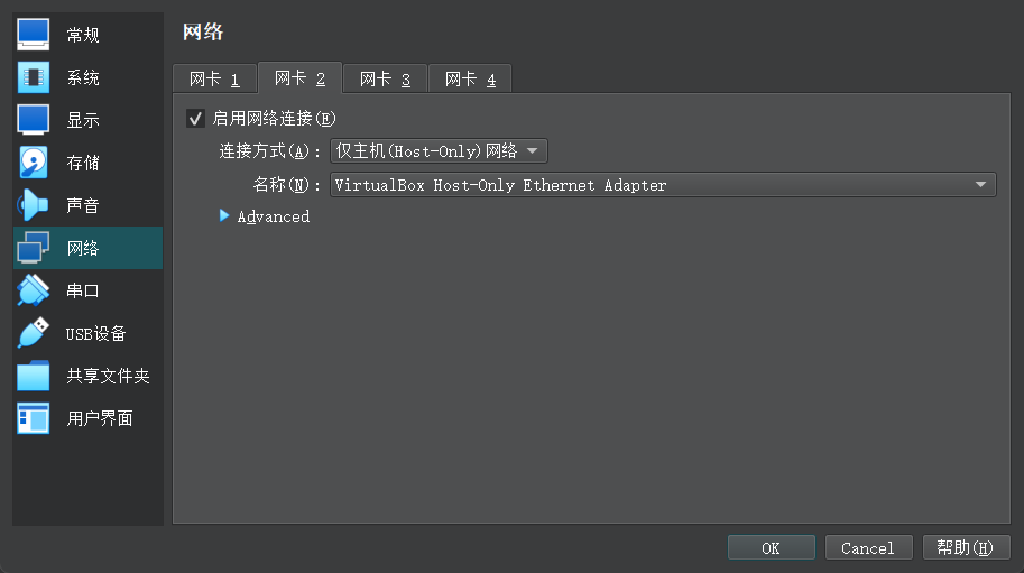 常规
系统
显示
存储
声音
网络
串口
USB设备
共享文件夹
用户界面
网络
网卡 1 网卡 2 网卡 3 网卡 4
启用网络连接(E)
连接方式(A)： 仅主机(Host-Only)网络
名称(N)： VirtualBox Host-Only Ethernet Adapter
Advanced
OK Cancel 帮助(H)